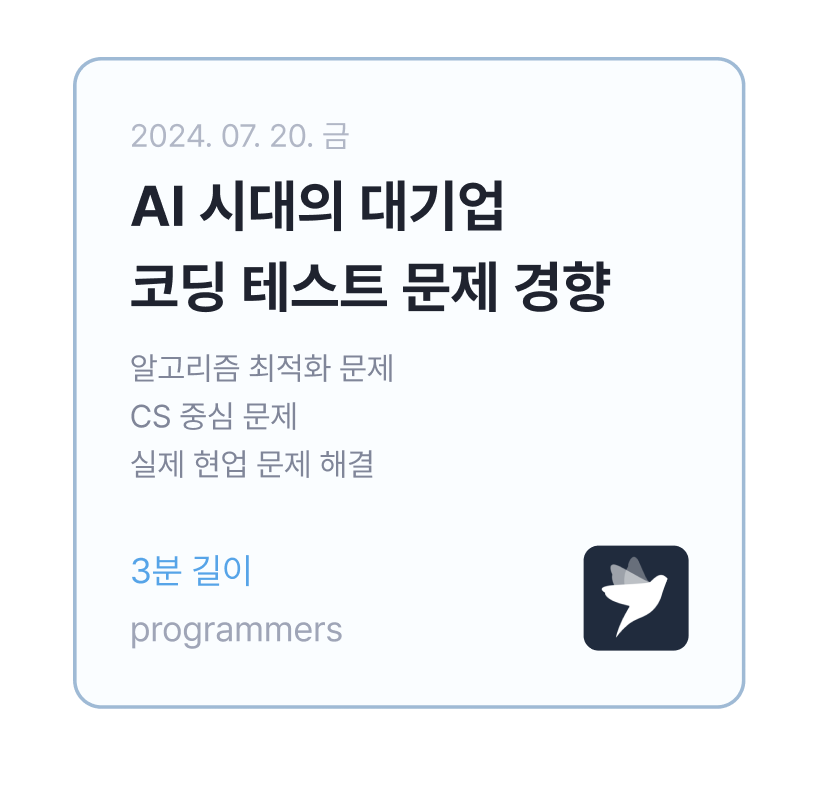 2024. 07. 20. 금
AI 시대의 대기업
코딩 테스트 문제 경향
알고리즘 최적화 문제
CS 중심 문제
실제 현업 문제 해결
3분 길이
programmers